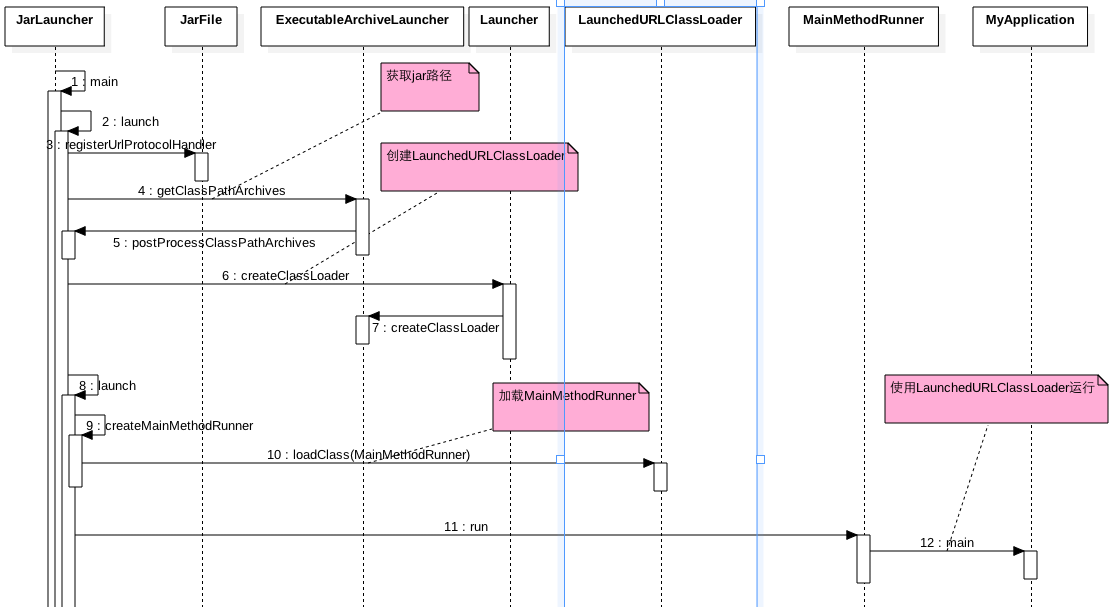 JarLauncher
JarFile
ExecutableArchiveLauncher
Launcher
LaunchedURLClassLoader
MainMethodRunner
MyApplication
获取jar路径
1 : main
2 : launch
3 : registerUrlProtocolHandler
创建LaunchedURLClassLoader
4 : getClassPathArchives
5 : postProcessClassPathArchives
6 : createClassLoader
7 : createClassLoader
8 : launch
加载MainMethodRunner
使用LaunchedURLClassLoader运行
9 : createMainMethodRunner
10 : loadClass(MainMethodRunner)
11 : run
12 : main